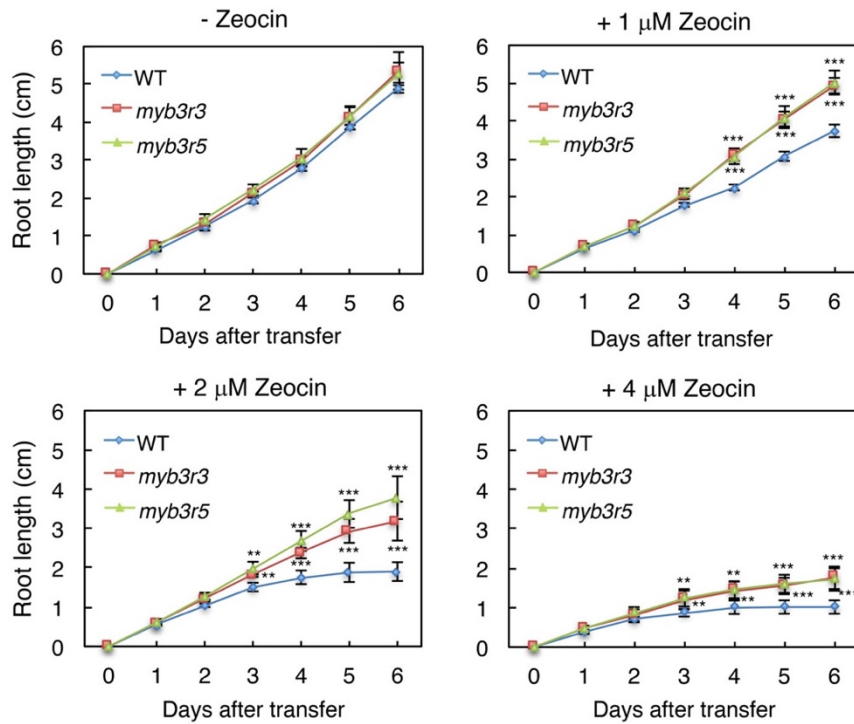 - Zeocin
6
5
4
3
2
1
0
Root length (cm)
WT
myb3r3
myb3r5
0 1 2 3 4 5 6
Days after transfer
+ 1 μM Zeocin
6
5
4
3
2
1
0
WT
myb3r3
myb3r5
***
***
***
***
***
***
0 1 2 3 4 5 6
Days after transfer
+ 2 μM Zeocin
6
5
4
3
2
1
0
Root length (cm)
WT
myb3r3
myb3r5
**
**
***
***
***
***
***
***
0 1 2 3 4 5 6
Days after transfer
+ 4 μM Zeocin
6
5
4
3
2
1
0
WT
myb3r3
myb3r5
** ** *** ***
** *** *** ***
0 1 2 3 4 5 6
Days after transfer